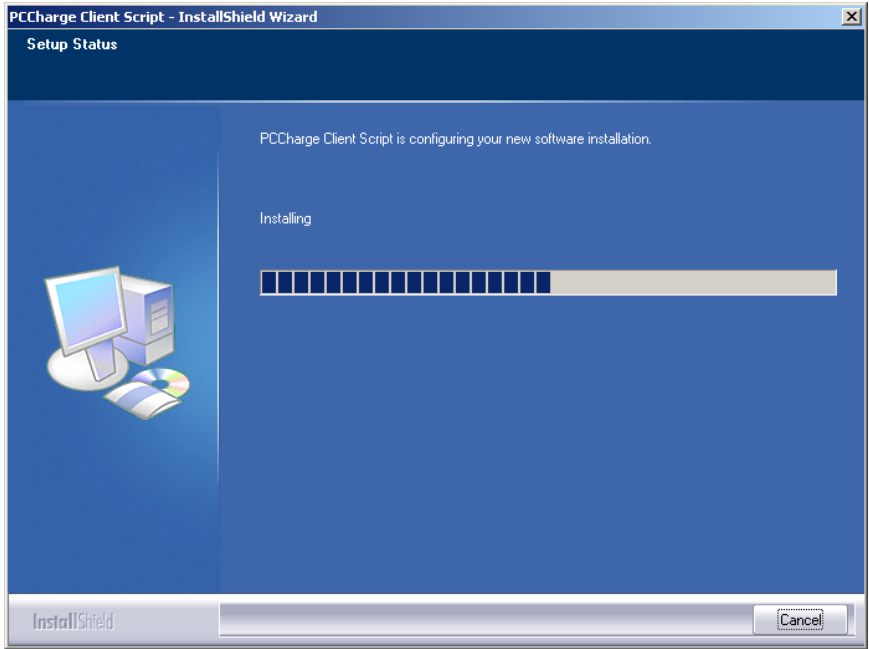 PCCharge Client Script - InstallShield Wizard
Setup Status
PCCharge Client Script is configuring your new software installation.
Installing
InstallShield
Cancel